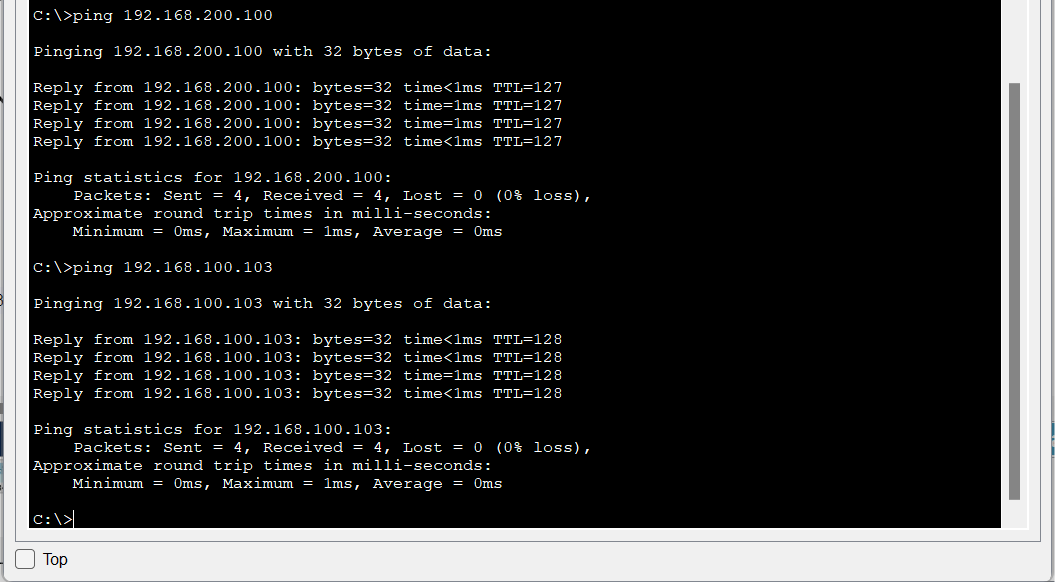 C:\>ping 192.168.200.100
Pinging 192.168.200.100 with 32 bytes of data:
Reply from 192.168.200.100: bytes=32 time<1ms TTL=127
Reply from 192.168.200.100: bytes=32 time=1ms TTL=127
Reply from 192.168.200.100: bytes=32 time=1ms TTL=127
Reply from 192.168.200.100: bytes=32 time<1ms TTL=127
Ping statistics for 192.168.200.100:
Packets: Sent = 4, Received = 4, Lost = 0 (0% loss),
Approximate round trip times in milli-seconds:
Minimum = 0ms, Maximum = 1ms, Average = 0ms
C:\>ping 192.168.100.103
Pinging 192.168.100.103 with 32 bytes of data:
Reply from 192.168.100.103: bytes=32 time<1ms TTL=128
Reply from 192.168.100.103: bytes=32 time<1ms TTL=128
Reply from 192.168.100.103: bytes=32 time=1ms TTL=128
Reply from 192.168.100.103: bytes=32 time<1ms TTL=128
Ping statistics for 192.168.100.103:
Packets: Sent = 4, Received = 4, Lost = 0 (0% loss),
Approximate round trip times in milli-seconds:
Minimum = 0ms, Maximum = 1ms, Average = 0ms
C:\>
Top